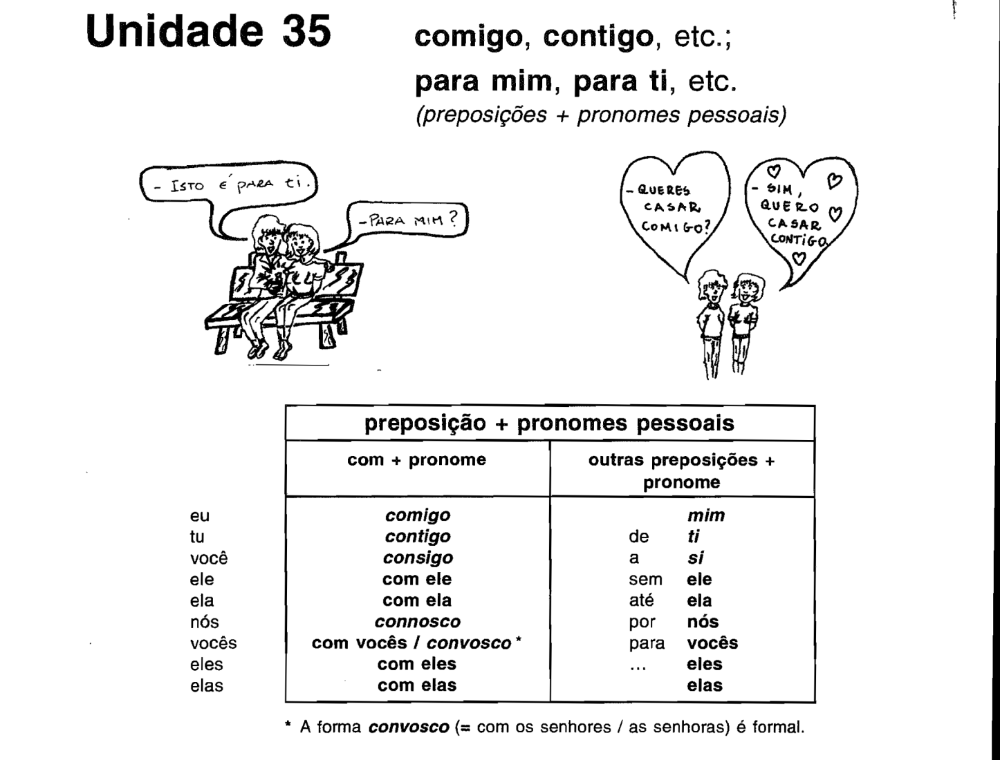 Unidade 35
comigo, contigo, etc.;
para mim, para ti, etc.
(preposições + pronomes pessoais)
- ISTO é PARA ti.
- PARA MIM?
- QUERES
CASAR
COMIGO?
- SIM,
QUERO
CASAR
CONTiGO
preposição + pronomes pessoais
com + pronome
outras preposições +
pronome
eu comigo mim
tu contigo de ti
você consigo a si
ele com ele sem ele
ela com ela até ela
nós connosco por nós
vocês com vocês / convosco * para vocês
eles com eles ... eles
elas com elas elas
* A forma convosco (= com os senhores / as senhoras) é formal.